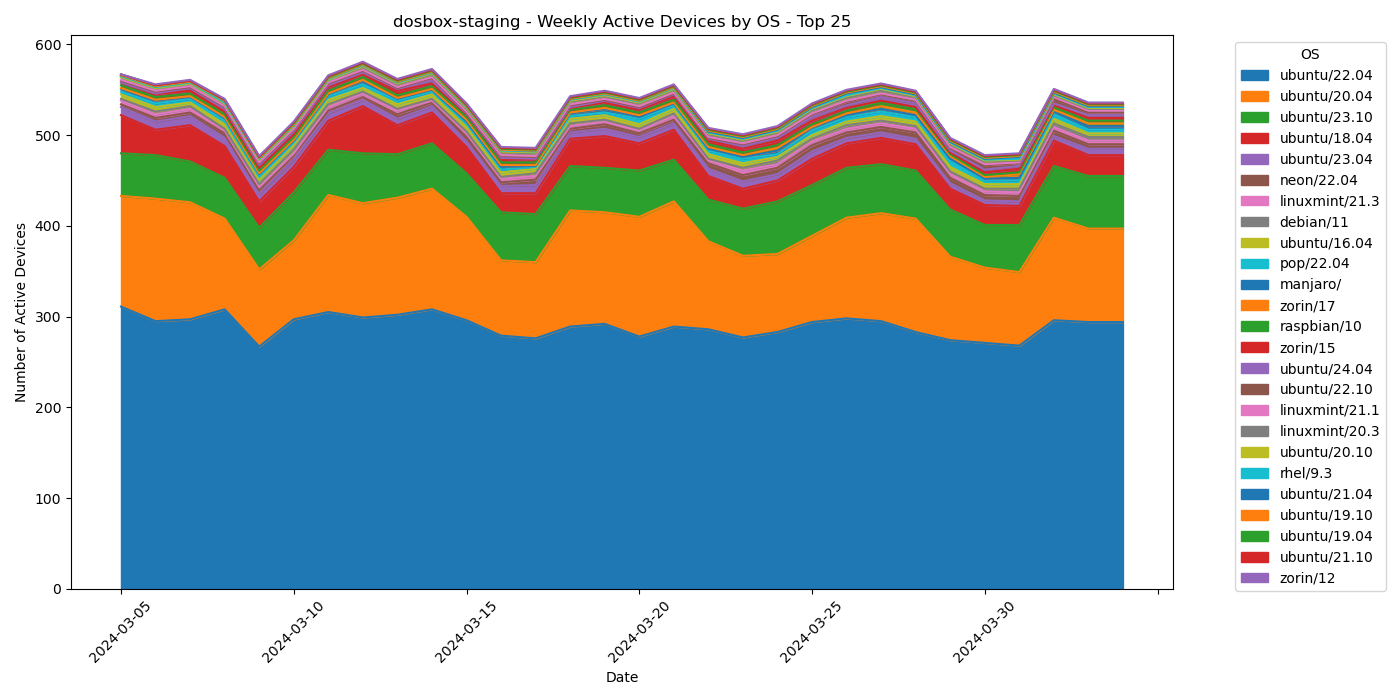 dosbox-staging - Weekly Active Devices by OS - Top 25
Number of Active Devices
600
500
400
300
200
100
0
2024-03-05
2024-03-10
2024-03-15
2024-03-20
2024-03-25
2024-03-30
Date
OS
ubuntu/22.04
ubuntu/20.04
ubuntu/23.10
ubuntu/18.04
ubuntu/23.04
neon/22.04
linuxmint/21.3
debian/11
ubuntu/16.04
pop/22.04
manjaro/
zorin/17
raspbian/10
zorin/15
ubuntu/24.04
ubuntu/22.10
linuxmint/21.1
linuxmint/20.3
ubuntu/20.10
rhel/9.3
ubuntu/21.04
ubuntu/19.10
ubuntu/19.04
ubuntu/21.10
zorin/12